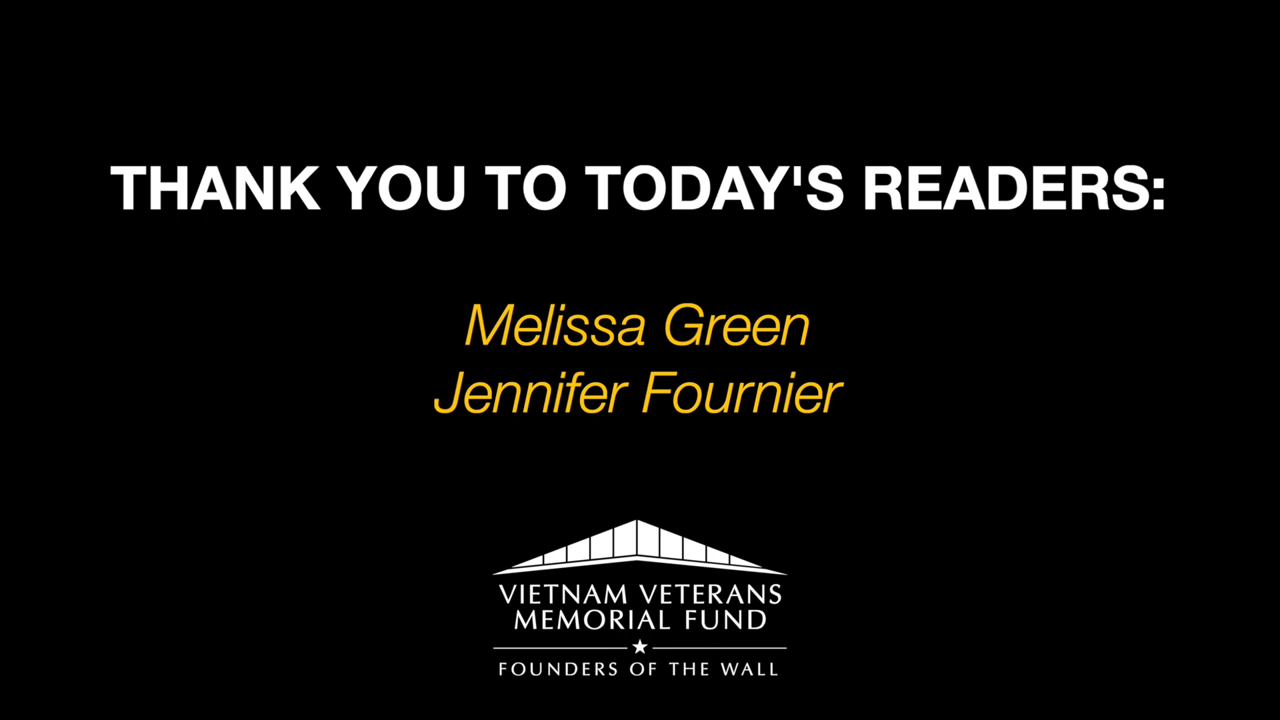 THANK YOU TO TODAY'S READERS:
Melissa Green
Jennifer Fournier
VIETNAM VETERANS
MEMORIAL FUND
FOUNDERS OF THE WALL